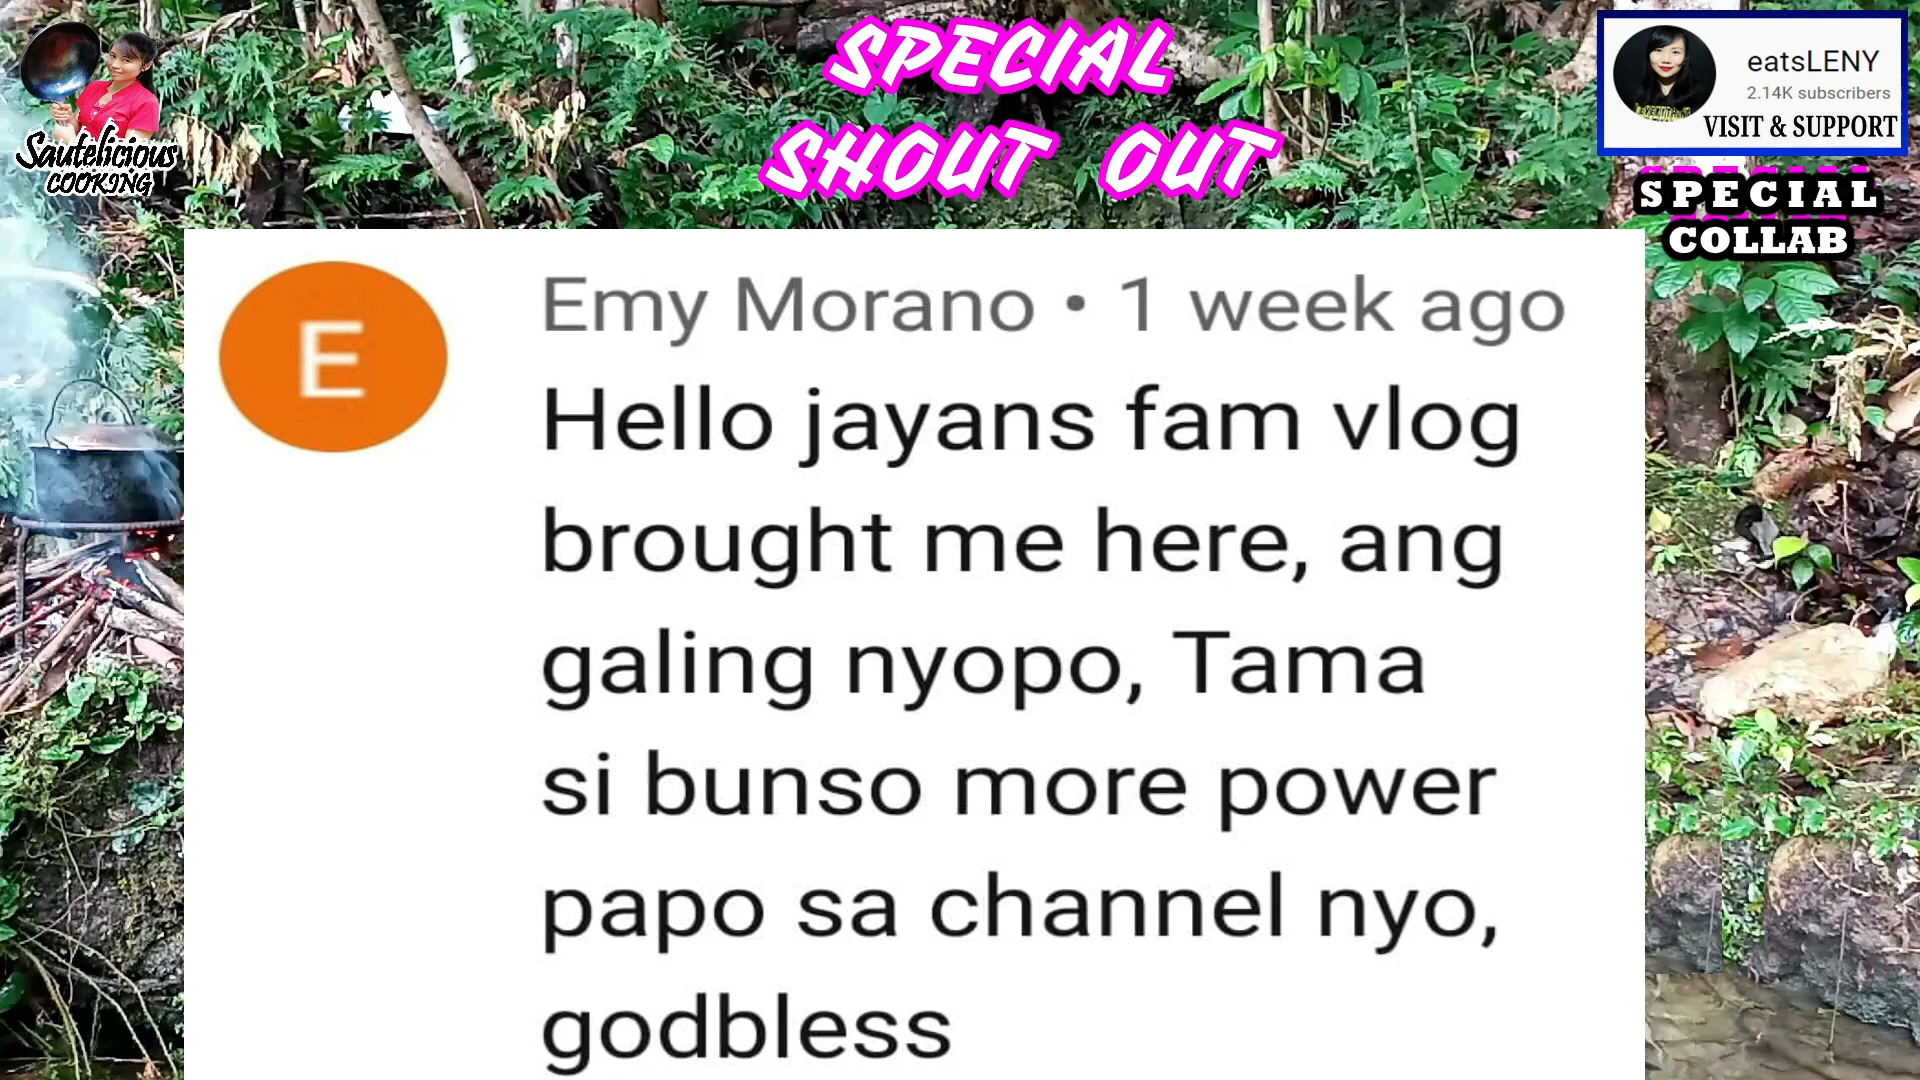 SPECIAL
SHOUT OUT
Sautelicious
COOKING
eatsLENY
2.14K subscribers
VISIT & SUPPORT
SPECIAL
COLLAB
E
Emy Morano • 1 week ago
Hello jayans fam vlog
brought me here, ang
galing nyopo, Tama
si bunso more power
papo sa channel nyo,
godbless